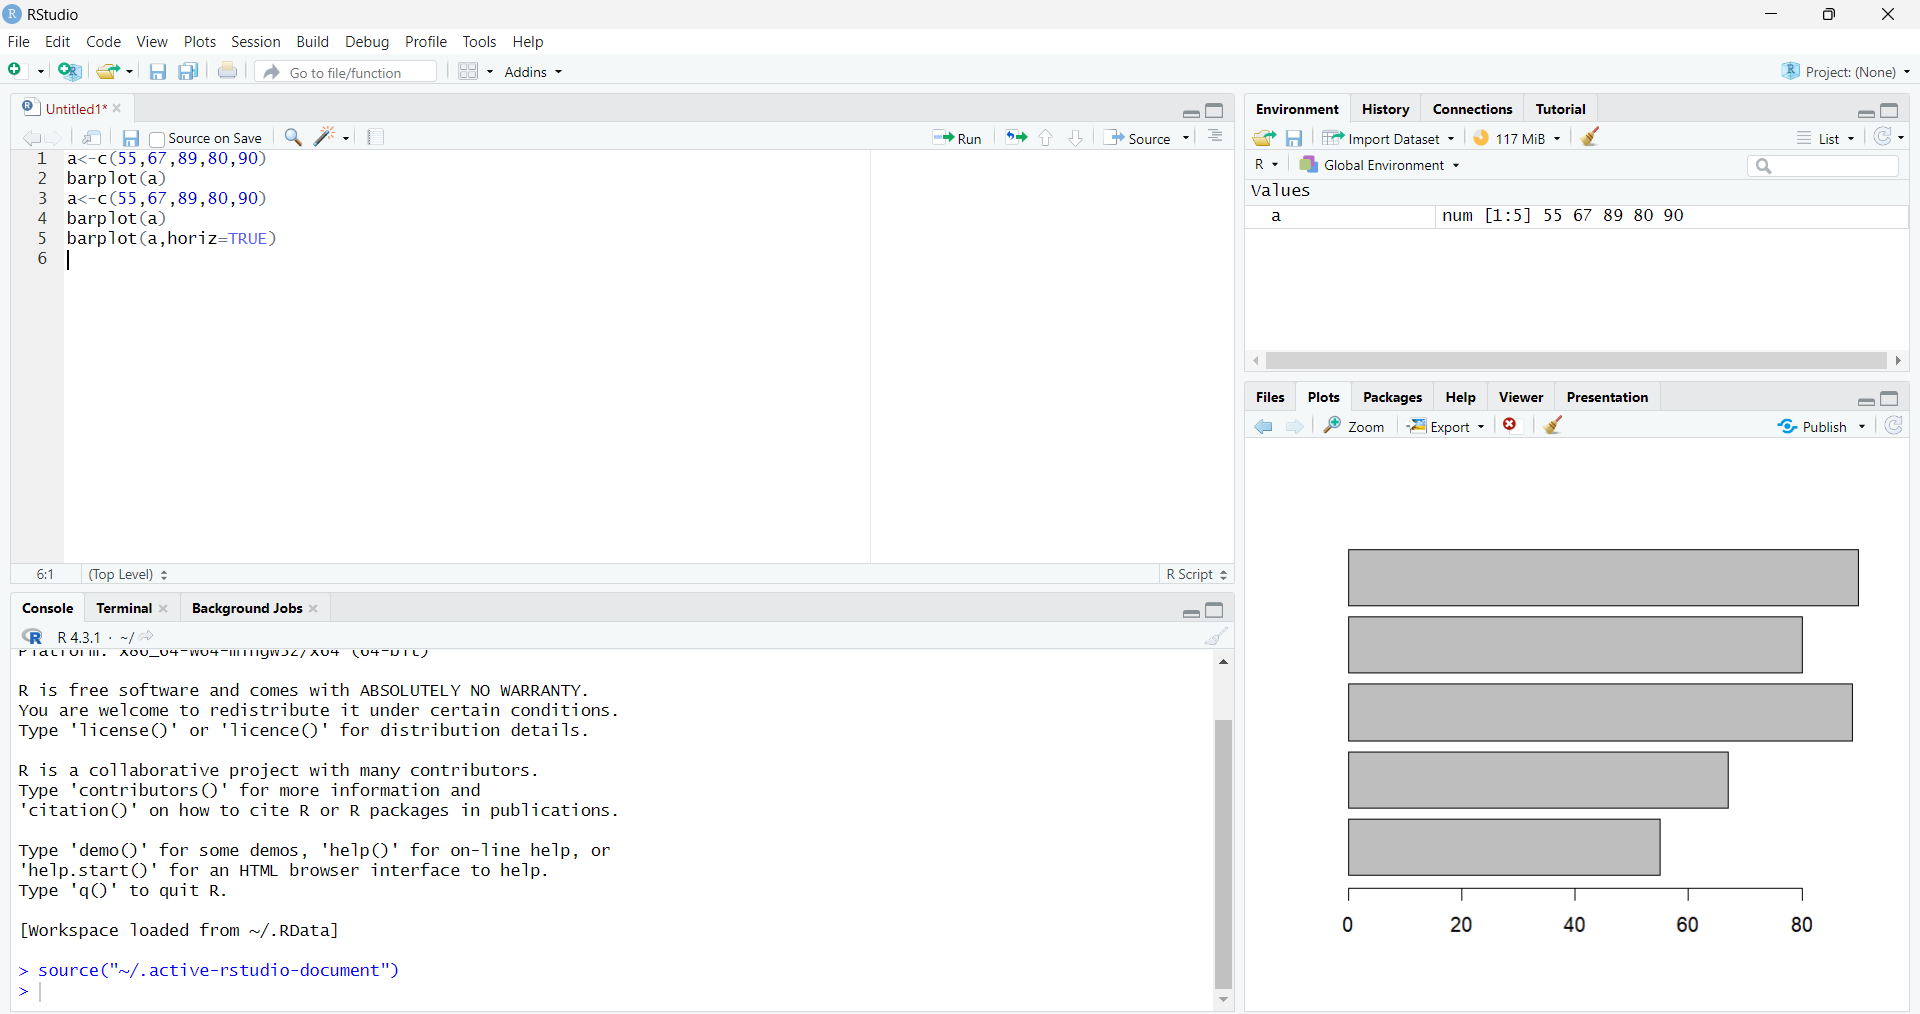 RStudio
File Edit Code View Plots Session Build Debug Profile Tools Help
Go to file/function Addins Project: (None)
Untitled1*
Source on Save Run Source
1 a<-c(55,67,89,80,90)
2 barplot(a)
3 a<-c(55,67,89,80,90)
4 barplot(a)
5 barplot(a,horiz=TRUE)
6
6:1 (Top Level) R Script
Console Terminal Background Jobs
R 4.3.1 · ~/
Platform: x86_64-w64-mingw32/x64 (64-bit)
R is free software and comes with ABSOLUTELY NO WARRANTY.
You are welcome to redistribute it under certain conditions.
Type 'license()' or 'licence()' for distribution details.
R is a collaborative project with many contributors.
Type 'contributors()' for more information and
'citation()' on how to cite R or R packages in publications.
Type 'demo()' for some demos, 'help()' for on-line help, or
'help.start()' for an HTML browser interface to help.
Type 'q()' to quit R.
[Workspace loaded from ~/.RData]
> source("~/.active-rstudio-document")
>
Environment History Connections Tutorial
Import Dataset 117 MiB List
R Global Environment
Values
a num [1:5] 55 67 89 80 90
Files Plots Packages Help Viewer Presentation
Zoom Export Publish
0 20 40 60 80